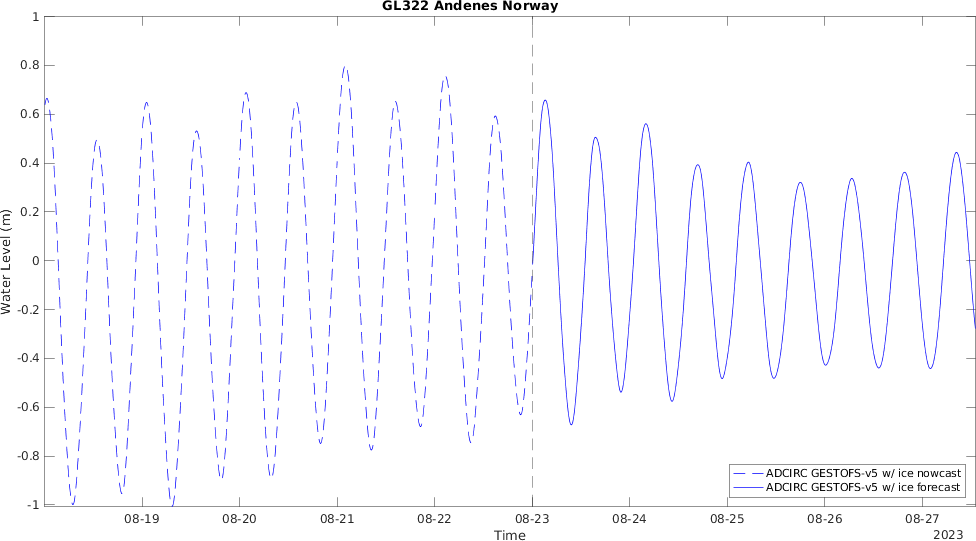 GL322 Andenes Norway
1
0.8
0.6
0.4
0.2
0
-0.2
-0.4
-0.6
-0.8
-1
Water Level (m)
ADCIRC GESTOFS-v5 w/ ice nowcast
ADCIRC GESTOFS-v5 w/ ice forecast
08-19 08-20 08-21 08-22 08-23 08-24 08-25 08-26 08-27
Time
2023